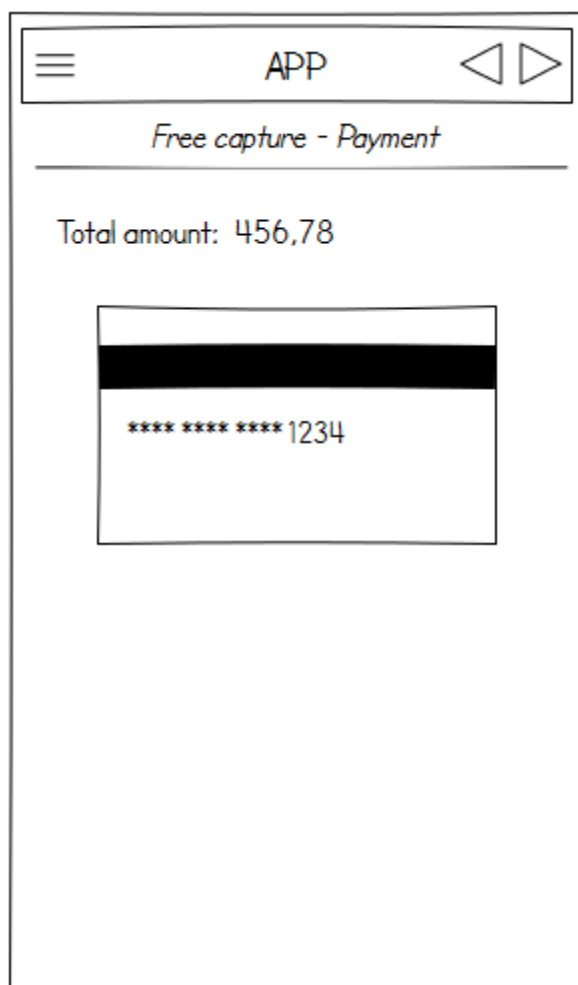 APP
Free capture - Payment
Total amount: 456,78
**** **** **** 1234